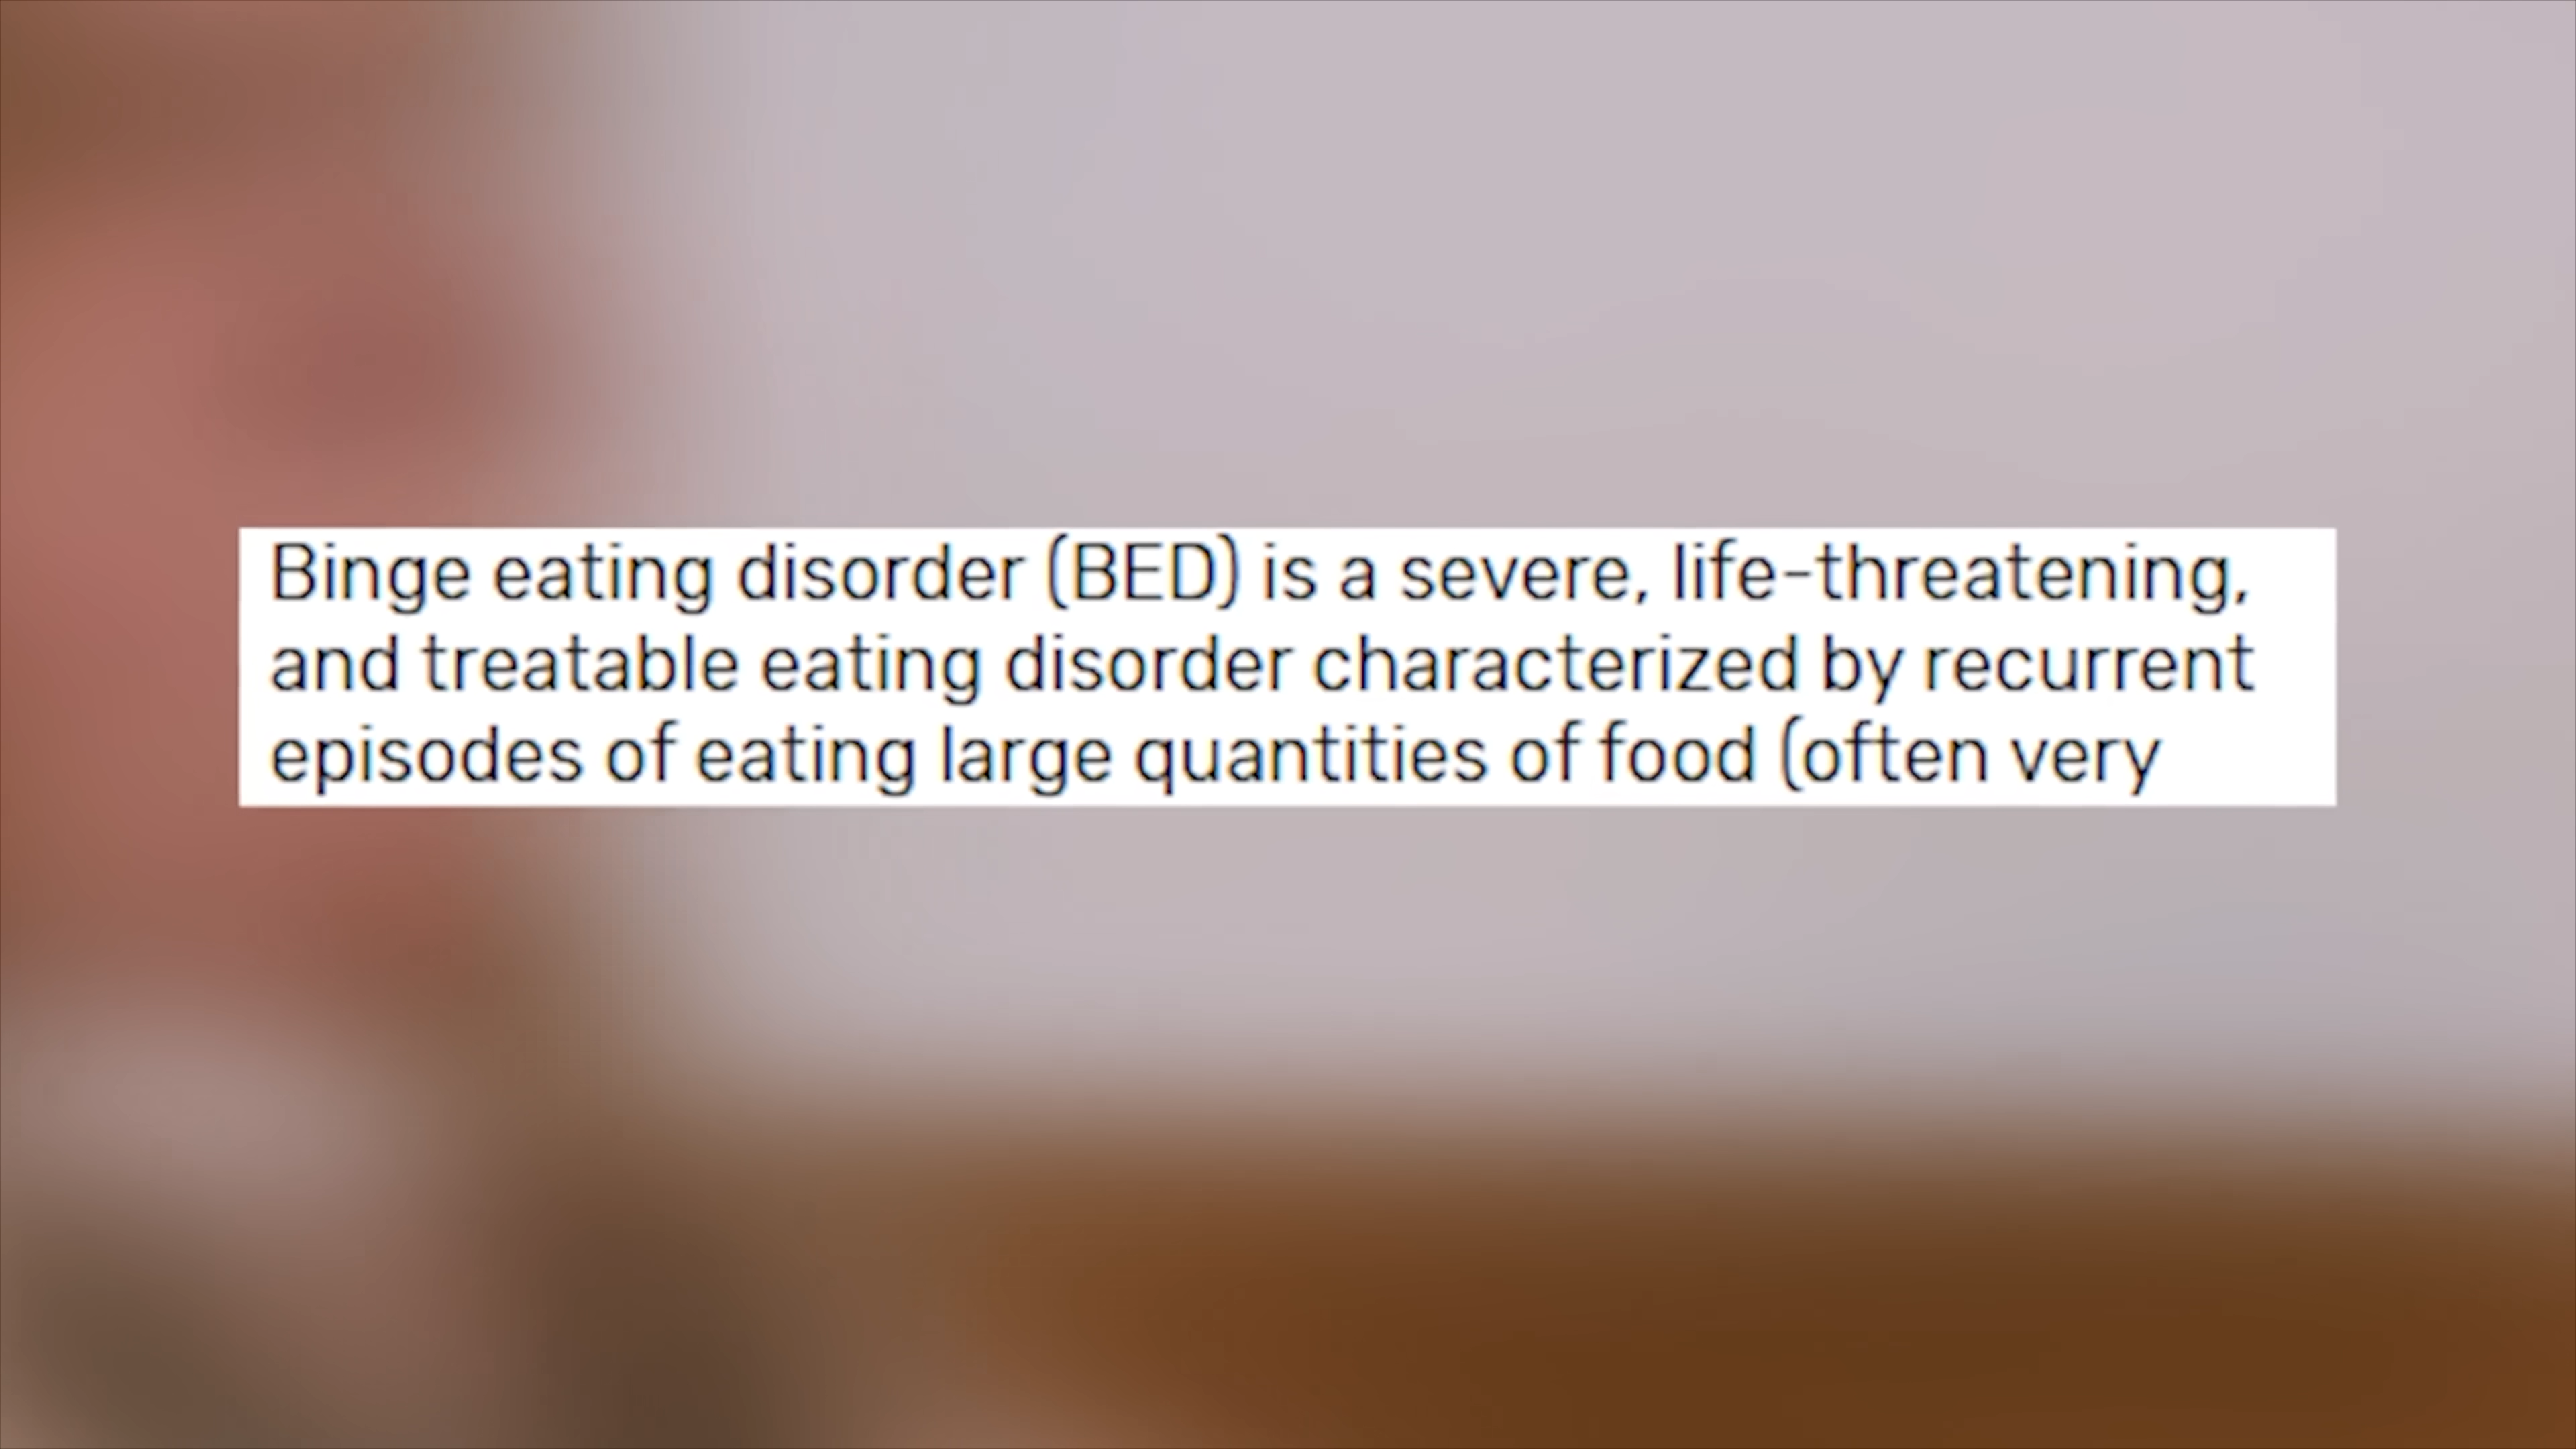 Binge eating disorder (BED) is a severe, life-threatening,
and treatable eating disorder characterized by recurrent
episodes of eating large quantities of food (often very